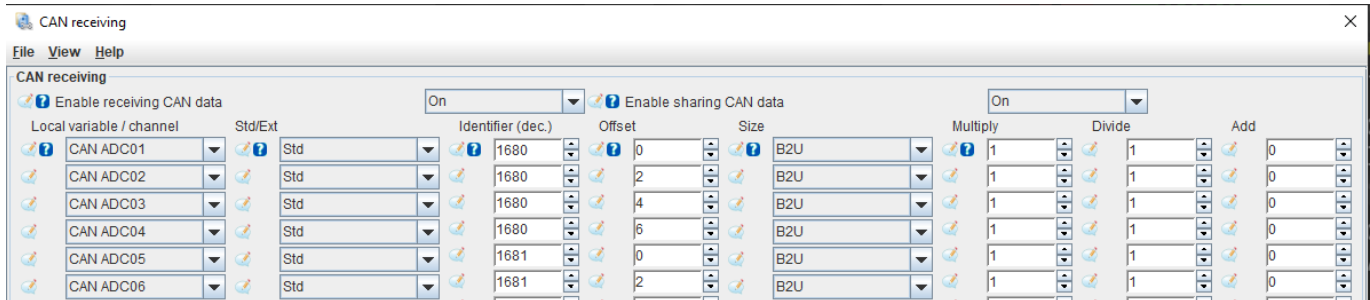 CAN receiving
File View Help
CAN receiving
Enable receiving CAN data On Enable sharing CAN data On
Local variable / channel Std/Ext Identifier (dec.) Offset Size Multiply Divide Add
CAN ADC01 Std 1680 0 B2U 1 1 0
CAN ADC02 Std 1680 2 B2U 1 1 0
CAN ADC03 Std 1680 4 B2U 1 1 0
CAN ADC04 Std 1680 6 B2U 1 1 0
CAN ADC05 Std 1681 0 B2U 1 1 0
CAN ADC06 Std 1681 2 B2U 1 1 0